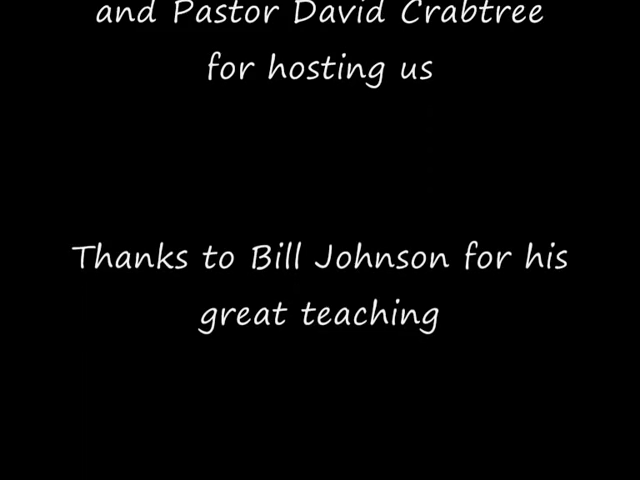 and Pastor David Crabtree
for hosting us
Thanks to Bill Johnson for his
great teaching